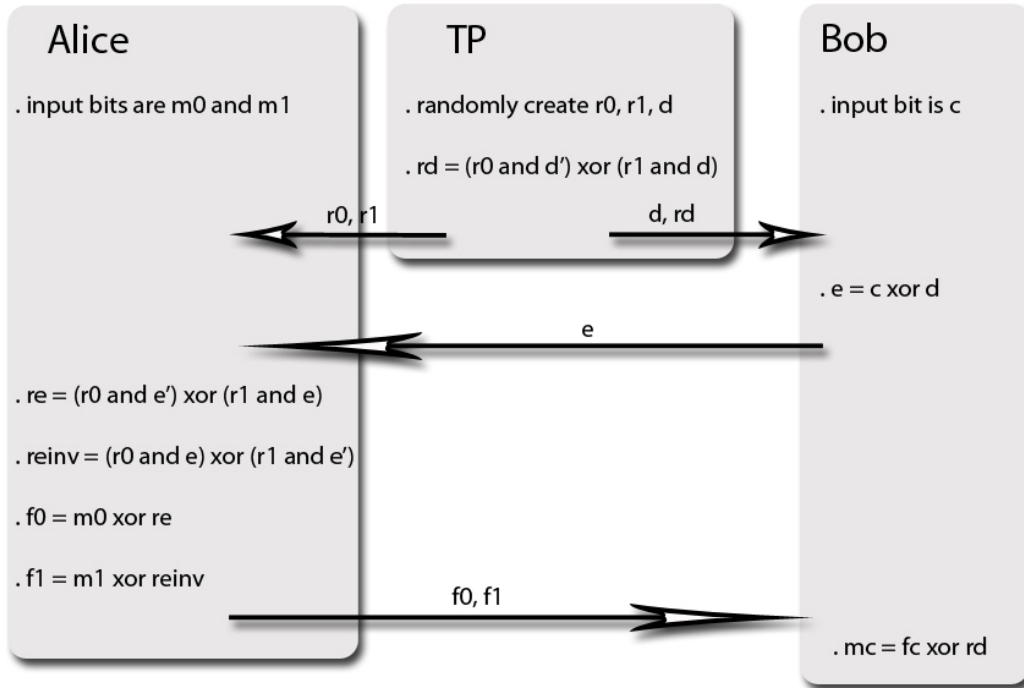 Alice
TP
Bob
. input bits are m0 and m1
. randomly create r0, r1, d
. input bit is c
. rd = (r0 and d’) xor (r1 and d)
r0, r1
d, rd
. e = c xor d
e
. re = (r0 and e’) xor (r1 and e)
. reinv = (r0 and e) xor (r1 and e’)
. f0 = m0 xor re
. f1 = m1 xor reinv
f0, f1
. mc = fc xor rd